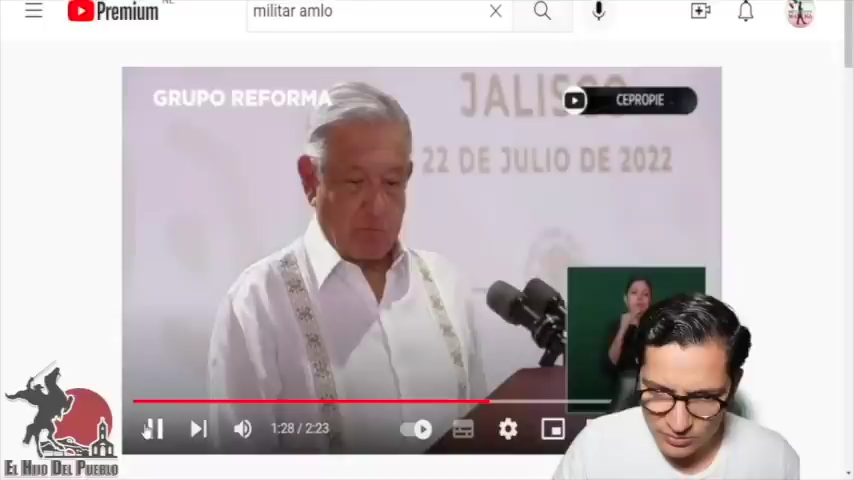 Premium
NL
militar amlo
GRUPO REFORMA
JALISCO
CEPROPIE
22 DE JULIO DE 2022
1:28 / 2:23
EL HIJO DEL PUEBLO